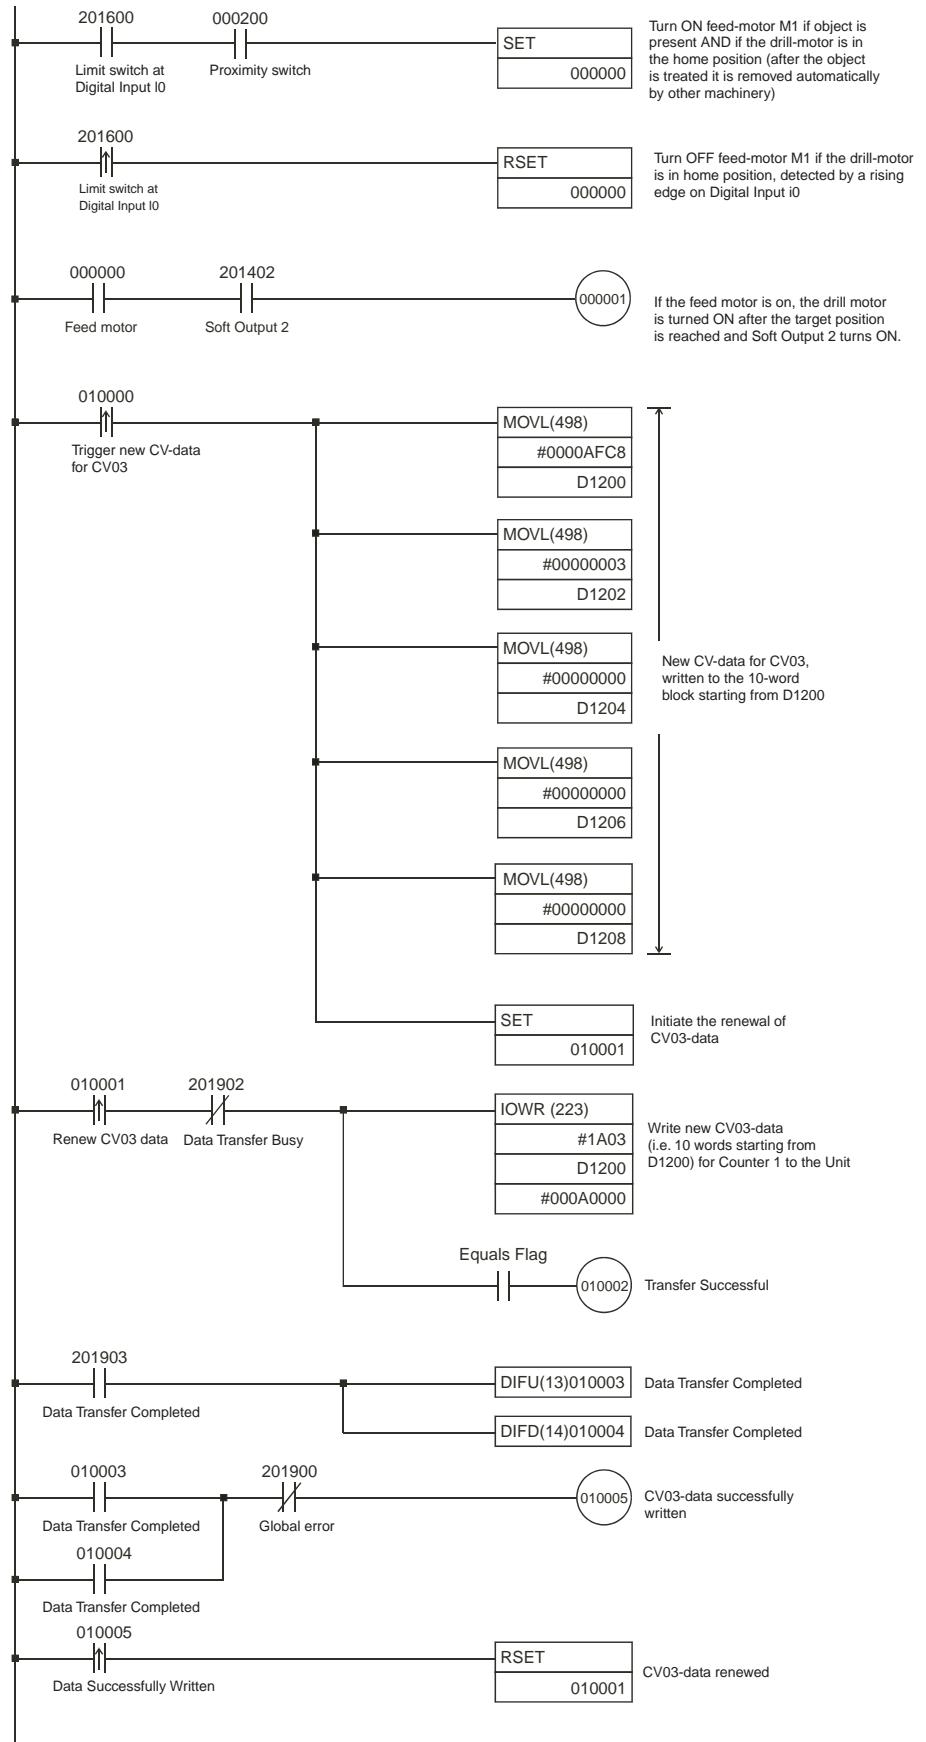 201600
000200
SET
000000
Limit switch at
Digital Input I0
Proximity switch
Turn ON feed-motor M1 if object is
present AND if the drill-motor is in
the home position (after the object
is treated it is removed automatically
by other machinery)
201600
RSET
000000
Limit switch at
Digital Input I0
Turn OFF feed-motor M1 if the drill-motor
is in home position, detected by a rising
edge on Digital Input i0
000000
201402
000001
Feed motor
Soft Output 2
If the feed motor is on, the drill motor
is turned ON after the target position
is reached and Soft Output 2 turns ON.
010000
Trigger new CV-data
for CV03
MOVL(498)
#0000AFC8
D1200
MOVL(498)
#00000003
D1202
MOVL(498)
#00000000
D1204
New CV-data for CV03,
written to the 10-word
block starting from D1200
MOVL(498)
#00000000
D1206
MOVL(498)
#00000000
D1208
SET
010001
Initiate the renewal of
CV03-data
010001
201902
Renew CV03 data
Data Transfer Busy
IOWR (223)
#1A03
D1200
#000A0000
Write new CV03-data
(i.e. 10 words starting from
D1200) for Counter 1 to the Unit
Equals Flag
010002
Transfer Successful
201903
Data Transfer Completed
DIFU(13)010003
Data Transfer Completed
DIFD(14)010004
Data Transfer Completed
010003
201900
010005
Data Transfer Completed
Global error
CV03-data successfully
written
010004
Data Transfer Completed
010005
Data Successfully Written
RSET
010001
CV03-data renewed